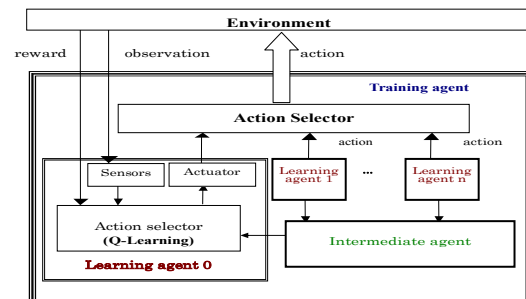 Environment
reward
observation
action
Training agent
Action Selector
action
action
Sensors
Actuator
Learning
agent 1
...
Learning
agent n
Action selector
(Q-Learning)
Intermediate agent
Learning agent 0